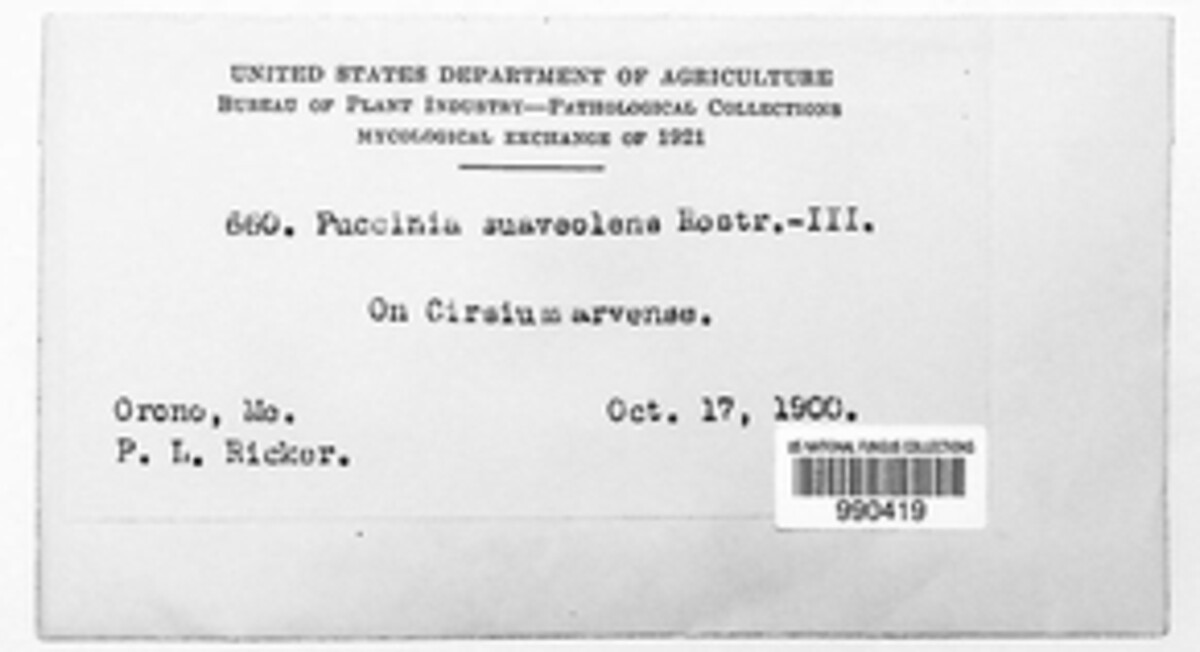 UNITED STATES DEPARTMENT OF AGRICULTURE
BUREAU OF PLANT INDUSTRY—PATHOLOGICAL COLLECTIONS
MYCOLOGICAL EXCHANGE OF 1921
660. Puccinia suaveolens Rostr.-III.
On Cirsium arvense.
Orono, Me. Oct. 17, 1900.
P. L. Ricker.
US NATIONAL FUNGUS COLLECTIONS
990419